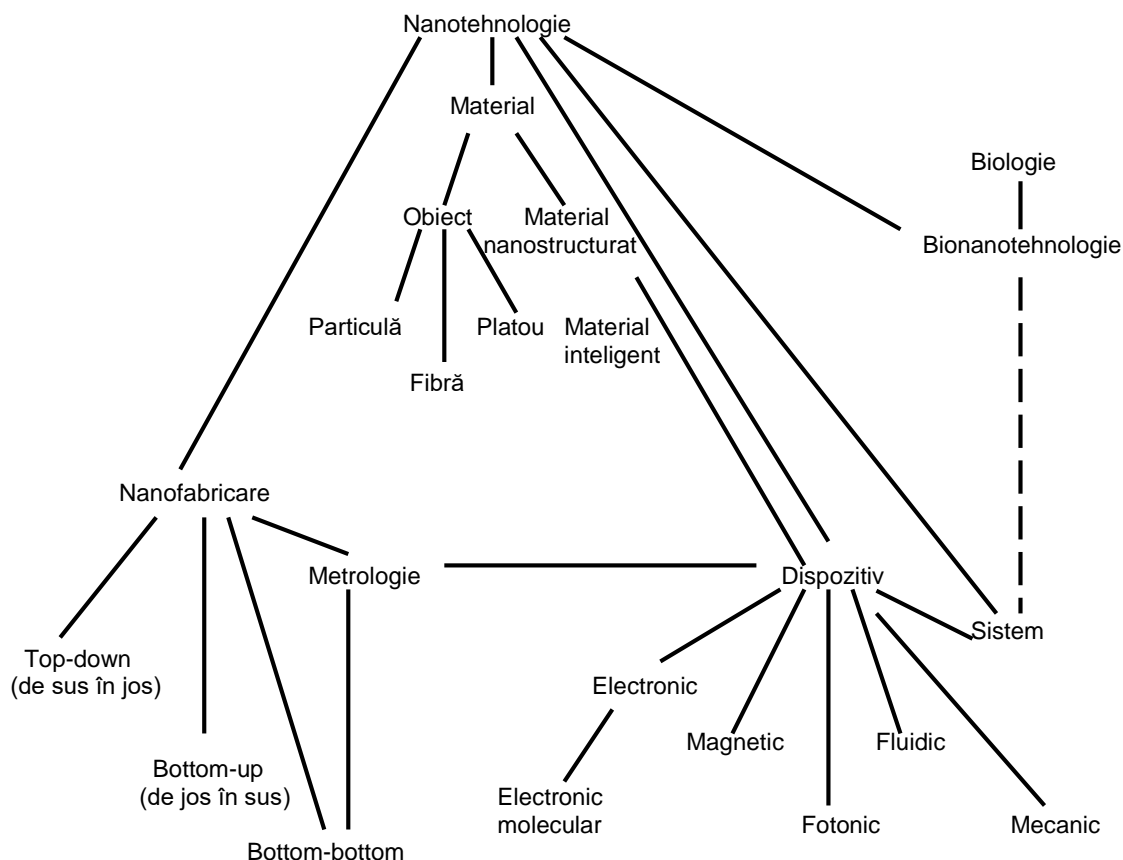 Nanotehnologie
Material
Biologie
Obiect
Material
nanostructurat
Bionanotehnologie
Particulă
Platou
Material
inteligent
Fibră
Nanofabricare
Metrologie
Dispozitiv
Sistem
Top-down
(de sus în jos)
Electronic
Magnetic
Fluidic
Bottom-up
(de jos în sus)
Electronic
molecular
Fotonic
Mecanic
Bottom-bottom